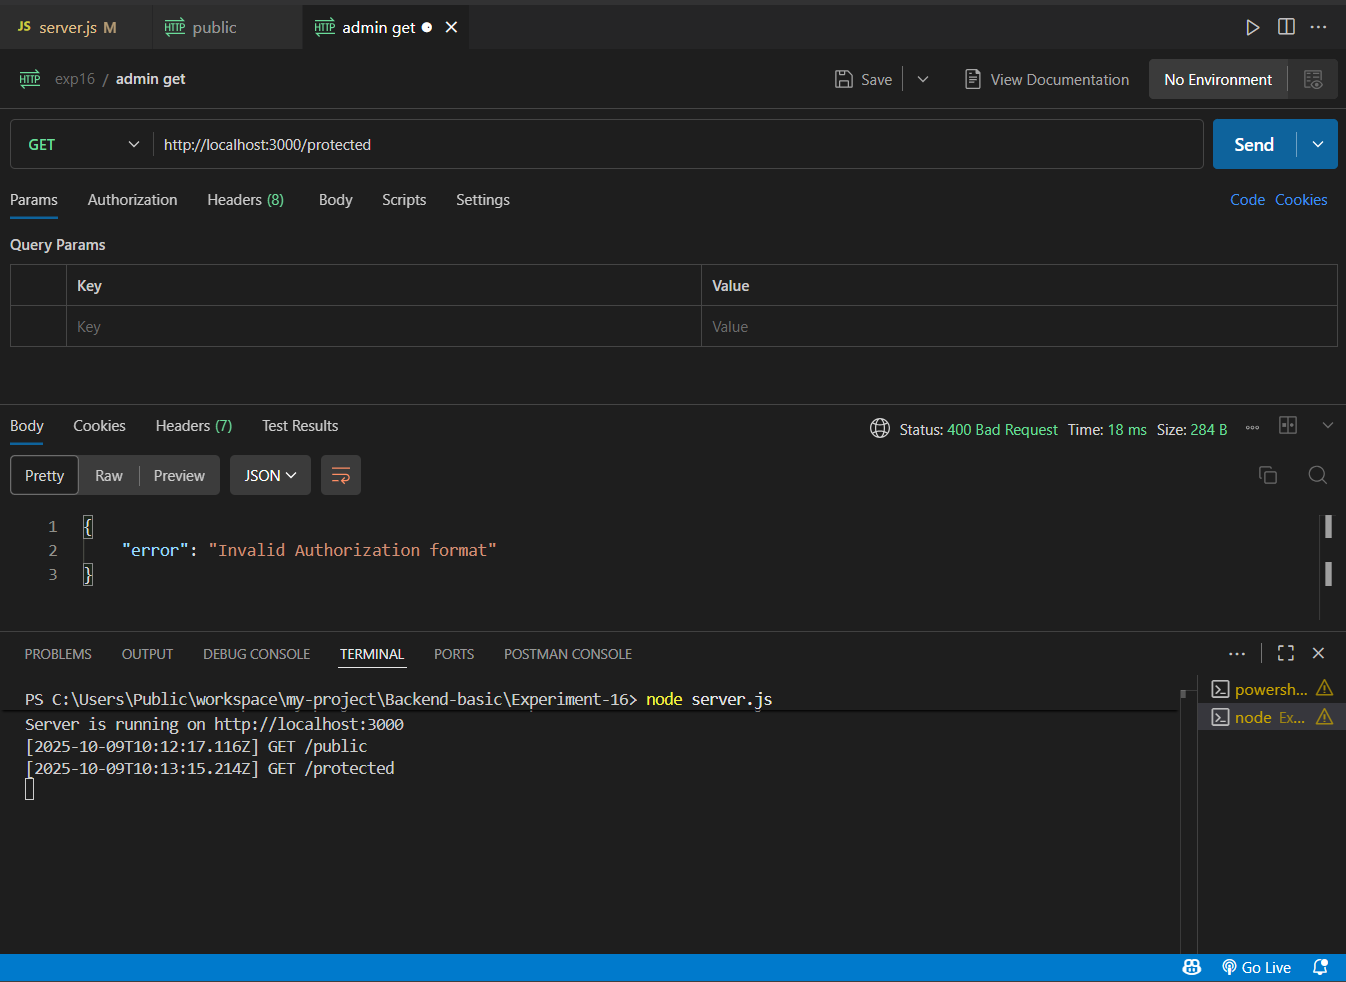 JS server.js M
HTTP public
HTTP admin get
HTTP exp16 / admin get
Save
View Documentation
No Environment
GET
http://localhost:3000/protected
Send
Params Authorization Headers (8) Body Scripts Settings
Code Cookies
Query Params
Key Value
Key Value
Body Cookies Headers (7) Test Results
Status: 400 Bad Request Time: 18 ms Size: 284 B
Pretty Raw Preview JSON
1 {
2 "error": "Invalid Authorization format"
3 }
PROBLEMS OUTPUT DEBUG CONSOLE TERMINAL PORTS POSTMAN CONSOLE
PS C:\Users\Public\workspace\my-project\Backend-basic\Experiment-16> node server.js
Server is running on http://localhost:3000
[2025-10-09T10:12:17.116Z] GET /public
[2025-10-09T10:13:15.214Z] GET /protected
powersh...
node Ex...
Go Live